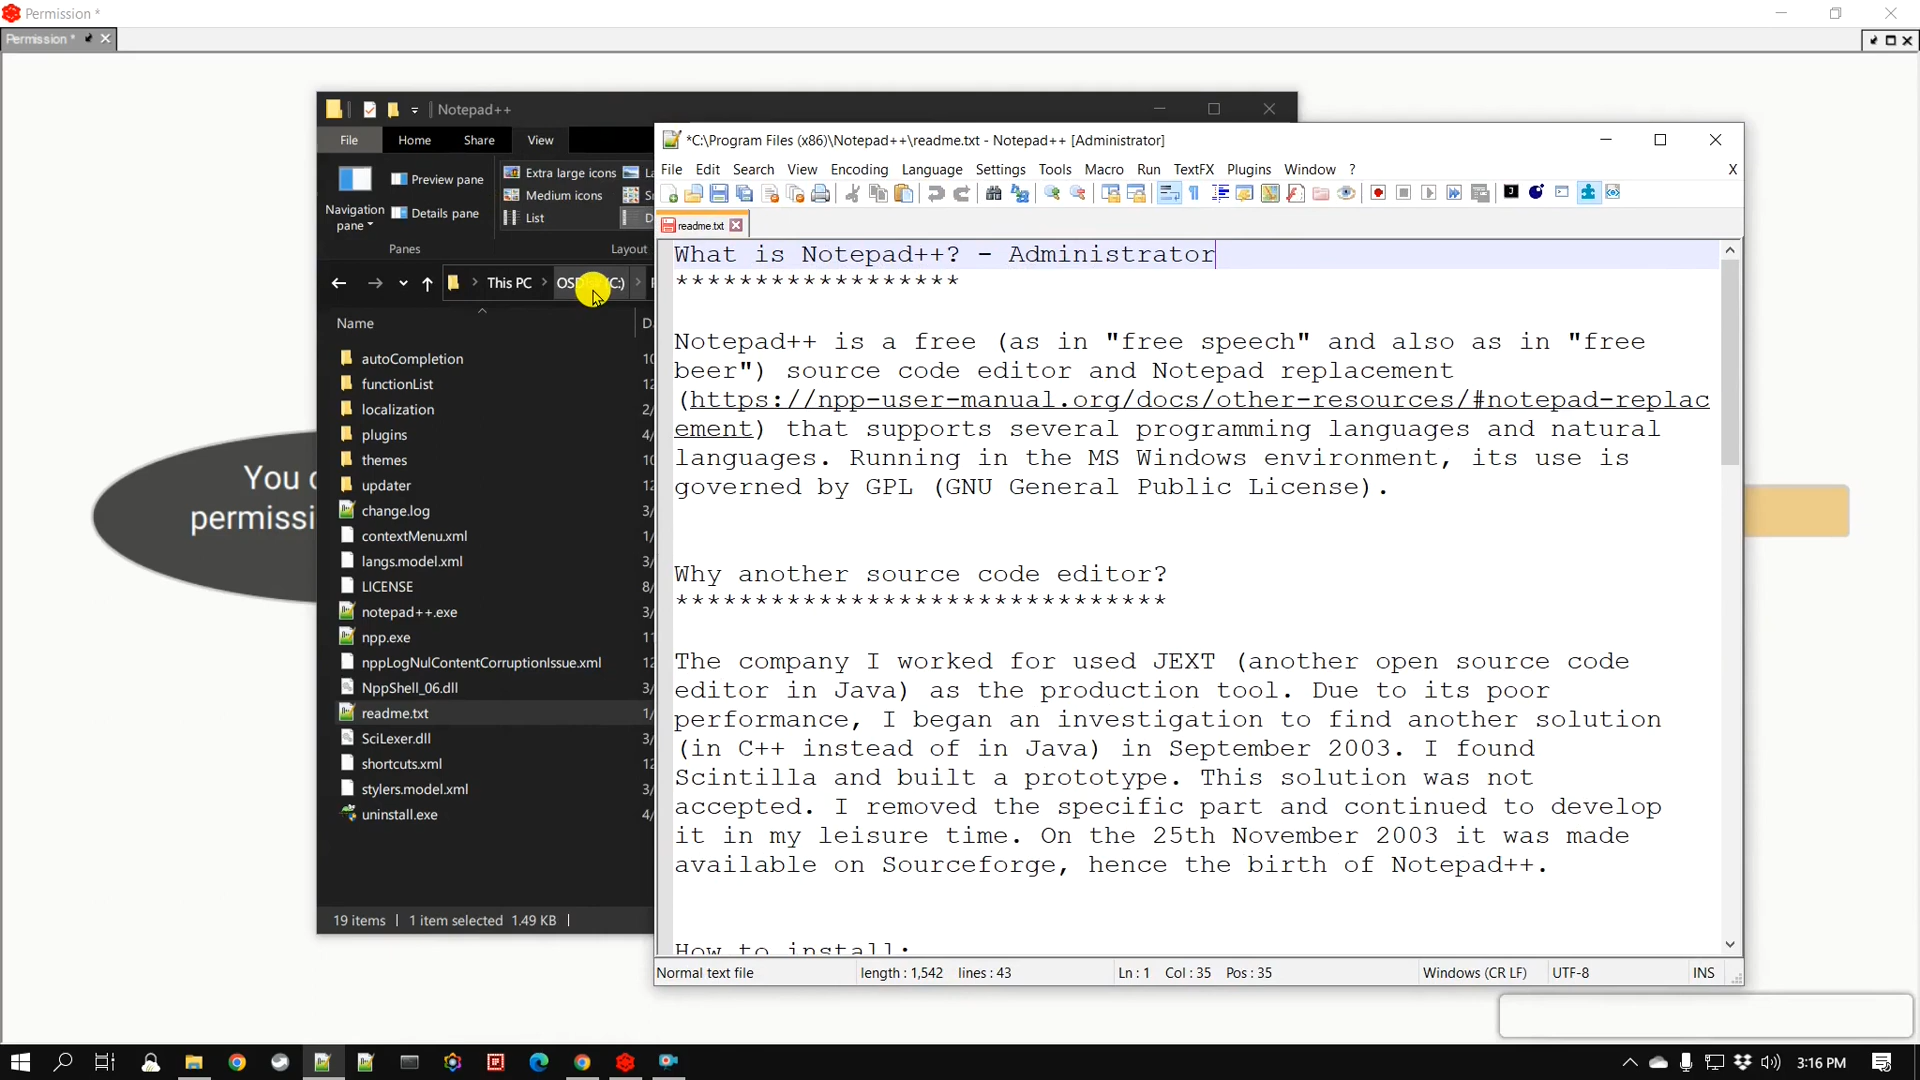 Permission *
Permission *
Notepad++
File Home Share View
Navigation
pane
Preview pane
Details pane
Panes
Extra large icons
Medium icons
List
Layout
This PC
Name
autoCompletion
functionList
localization
plugins
themes
updater
change.log
contextMenu.xml
langs.model.xml
LICENSE
notepad++.exe
npp.exe
nppLogNulContentCorruptionIssue.xml
NppShell_06.dll
readme.txt
SciLexer.dll
shortcuts.xml
stylers.model.xml
uninstall.exe
19 items 1 item selected 1.49 KB
You
*C:\Program Files (x86)\Notepad++\readme.txt - Notepad++ [Administrator]
File Edit Search View Encoding Language Settings Tools Macro Run TextFX Plugins Window ? X
readme.txt
What is Notepad++? - Administrator
******************
Notepad++ is a free (as in "free speech" and also as in "free
beer") source code editor and Notepad replacement
(https://npp-user-manual.org/docs/other-resources/#notepad-replac
ement) that supports several programming languages and natural
languages. Running in the MS Windows environment, its use is
governed by GPL (GNU General Public License).
Why another source code editor?
*******************************
The company I worked for used JEXT (another open source code
editor in Java) as the production tool. Due to its poor
performance, I began an investigation to find another solution
(in C++ instead of in Java) in September 2003. I found
Scintilla and built a prototype. This solution was not
accepted. I removed the specific part and continued to develop
it in my leisure time. On the 25th November 2003 it was made
available on Sourceforge, hence the birth of Notepad++.
How to install:
Normal text file length : 1,542 lines : 43 Ln : 1 Col : 35 Pos : 35 Windows (CR LF) UTF-8 INS
3:16 PM